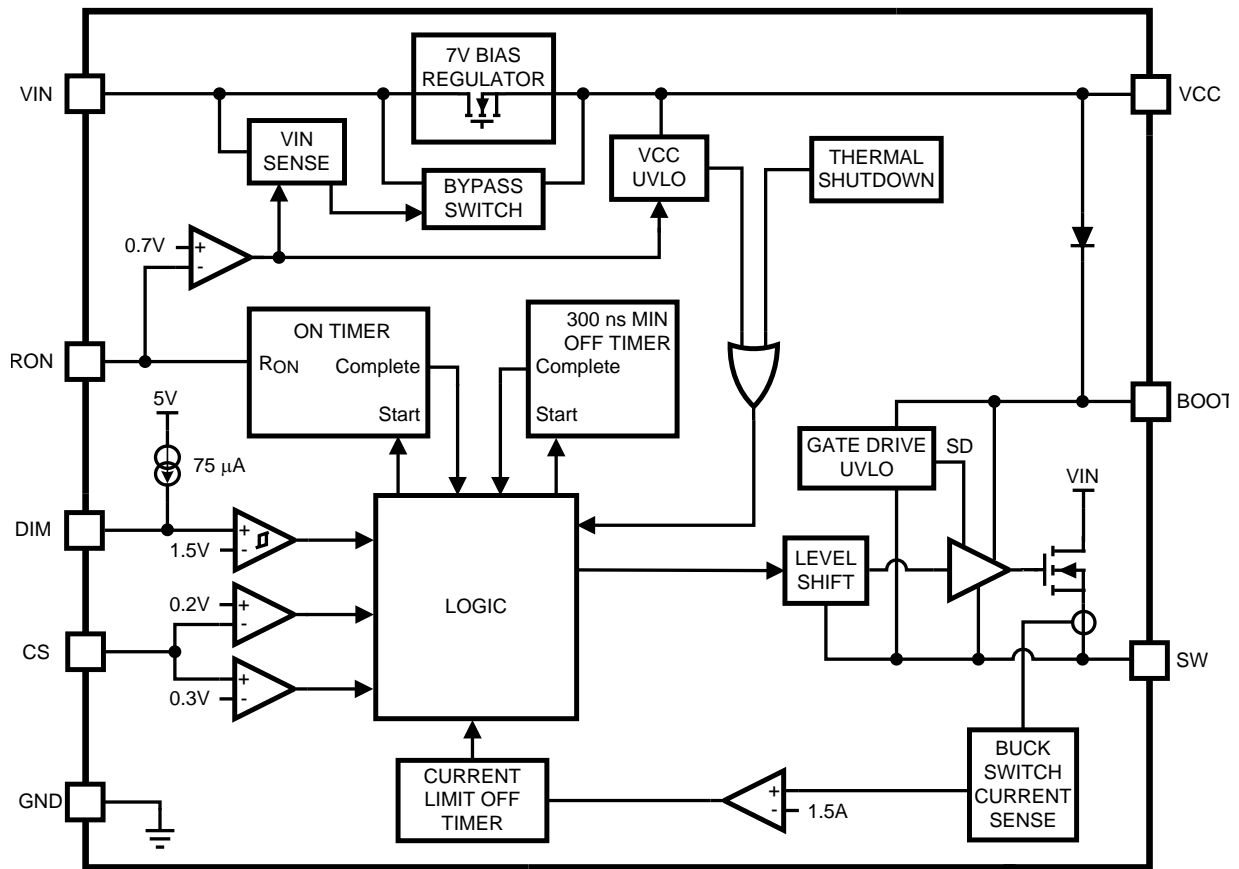 7V BIAS
REGULATOR
VIN
VCC
VIN
SENSE
BYPASS
SWITCH
VCC
UVLO
THERMAL
SHUTDOWN
0.7V
+
-
ON TIMER
RON
Complete
Start
300 ns MIN
OFF TIMER
Complete
Start
RON
BOOT
5V
75 μA
GATE DRIVE
UVLO
SD
VIN
DIM
+
-
1.5V
LEVEL
SHIFT
LOGIC
0.2V
+
-
CS
SW
+
-
0.3V
GND
CURRENT
LIMIT OFF
TIMER
+
-
1.5A
BUCK
SWITCH
CURRENT
SENSE